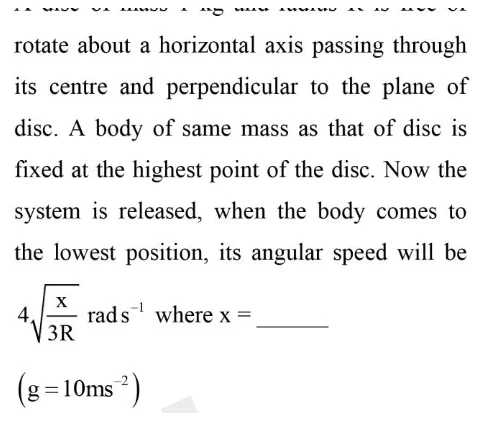 rotate about a horizontal axis passing through
its centre and perpendicular to the plane of
disc. A body of same mass as that of disc is
fixed at the highest point of the disc. Now the
system is released, when the body comes to
the lowest position, its angular speed will be
4√(x/3R) rad s⁻¹ where x = ______
(g = 10ms⁻²)